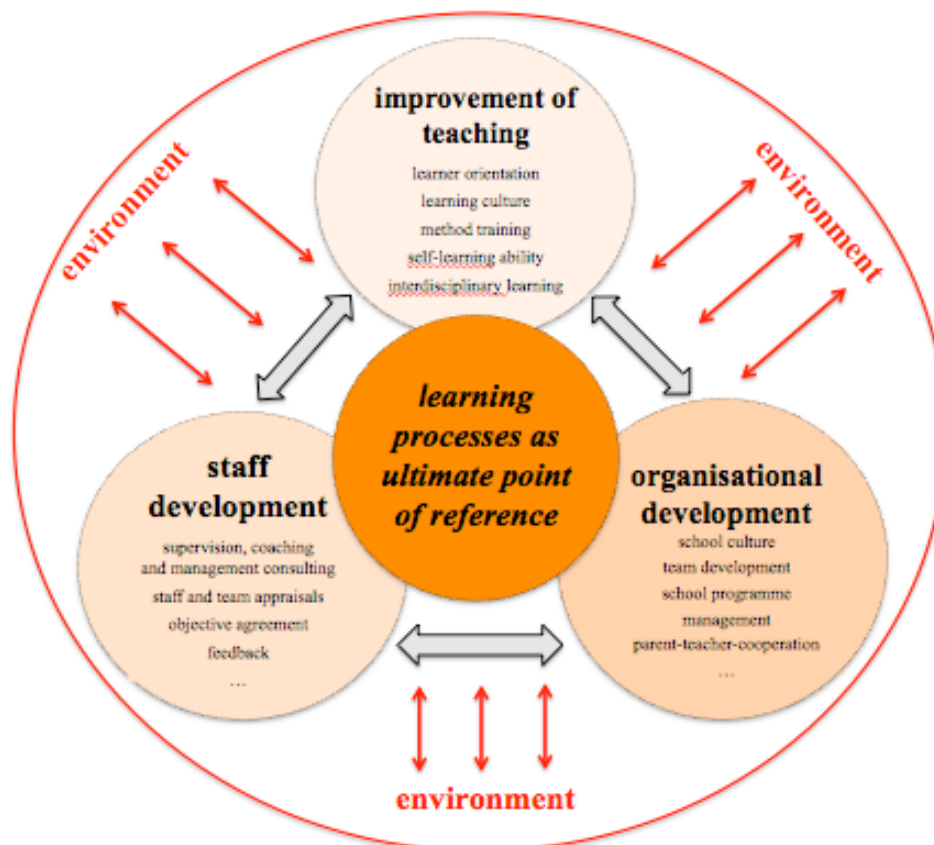 improvement of
teaching
learner orientation
learning culture
method training
self-learning ability
interdisciplinary learning
environment
environment
learning
processes as
ultimate point
of reference
staff
development
supervision, coaching
and management consulting
staff and team appraisals
objective agreement
feedback
...
organisational
development
school culture
team development
school programme
management
parent-teacher-cooperation
...
environment